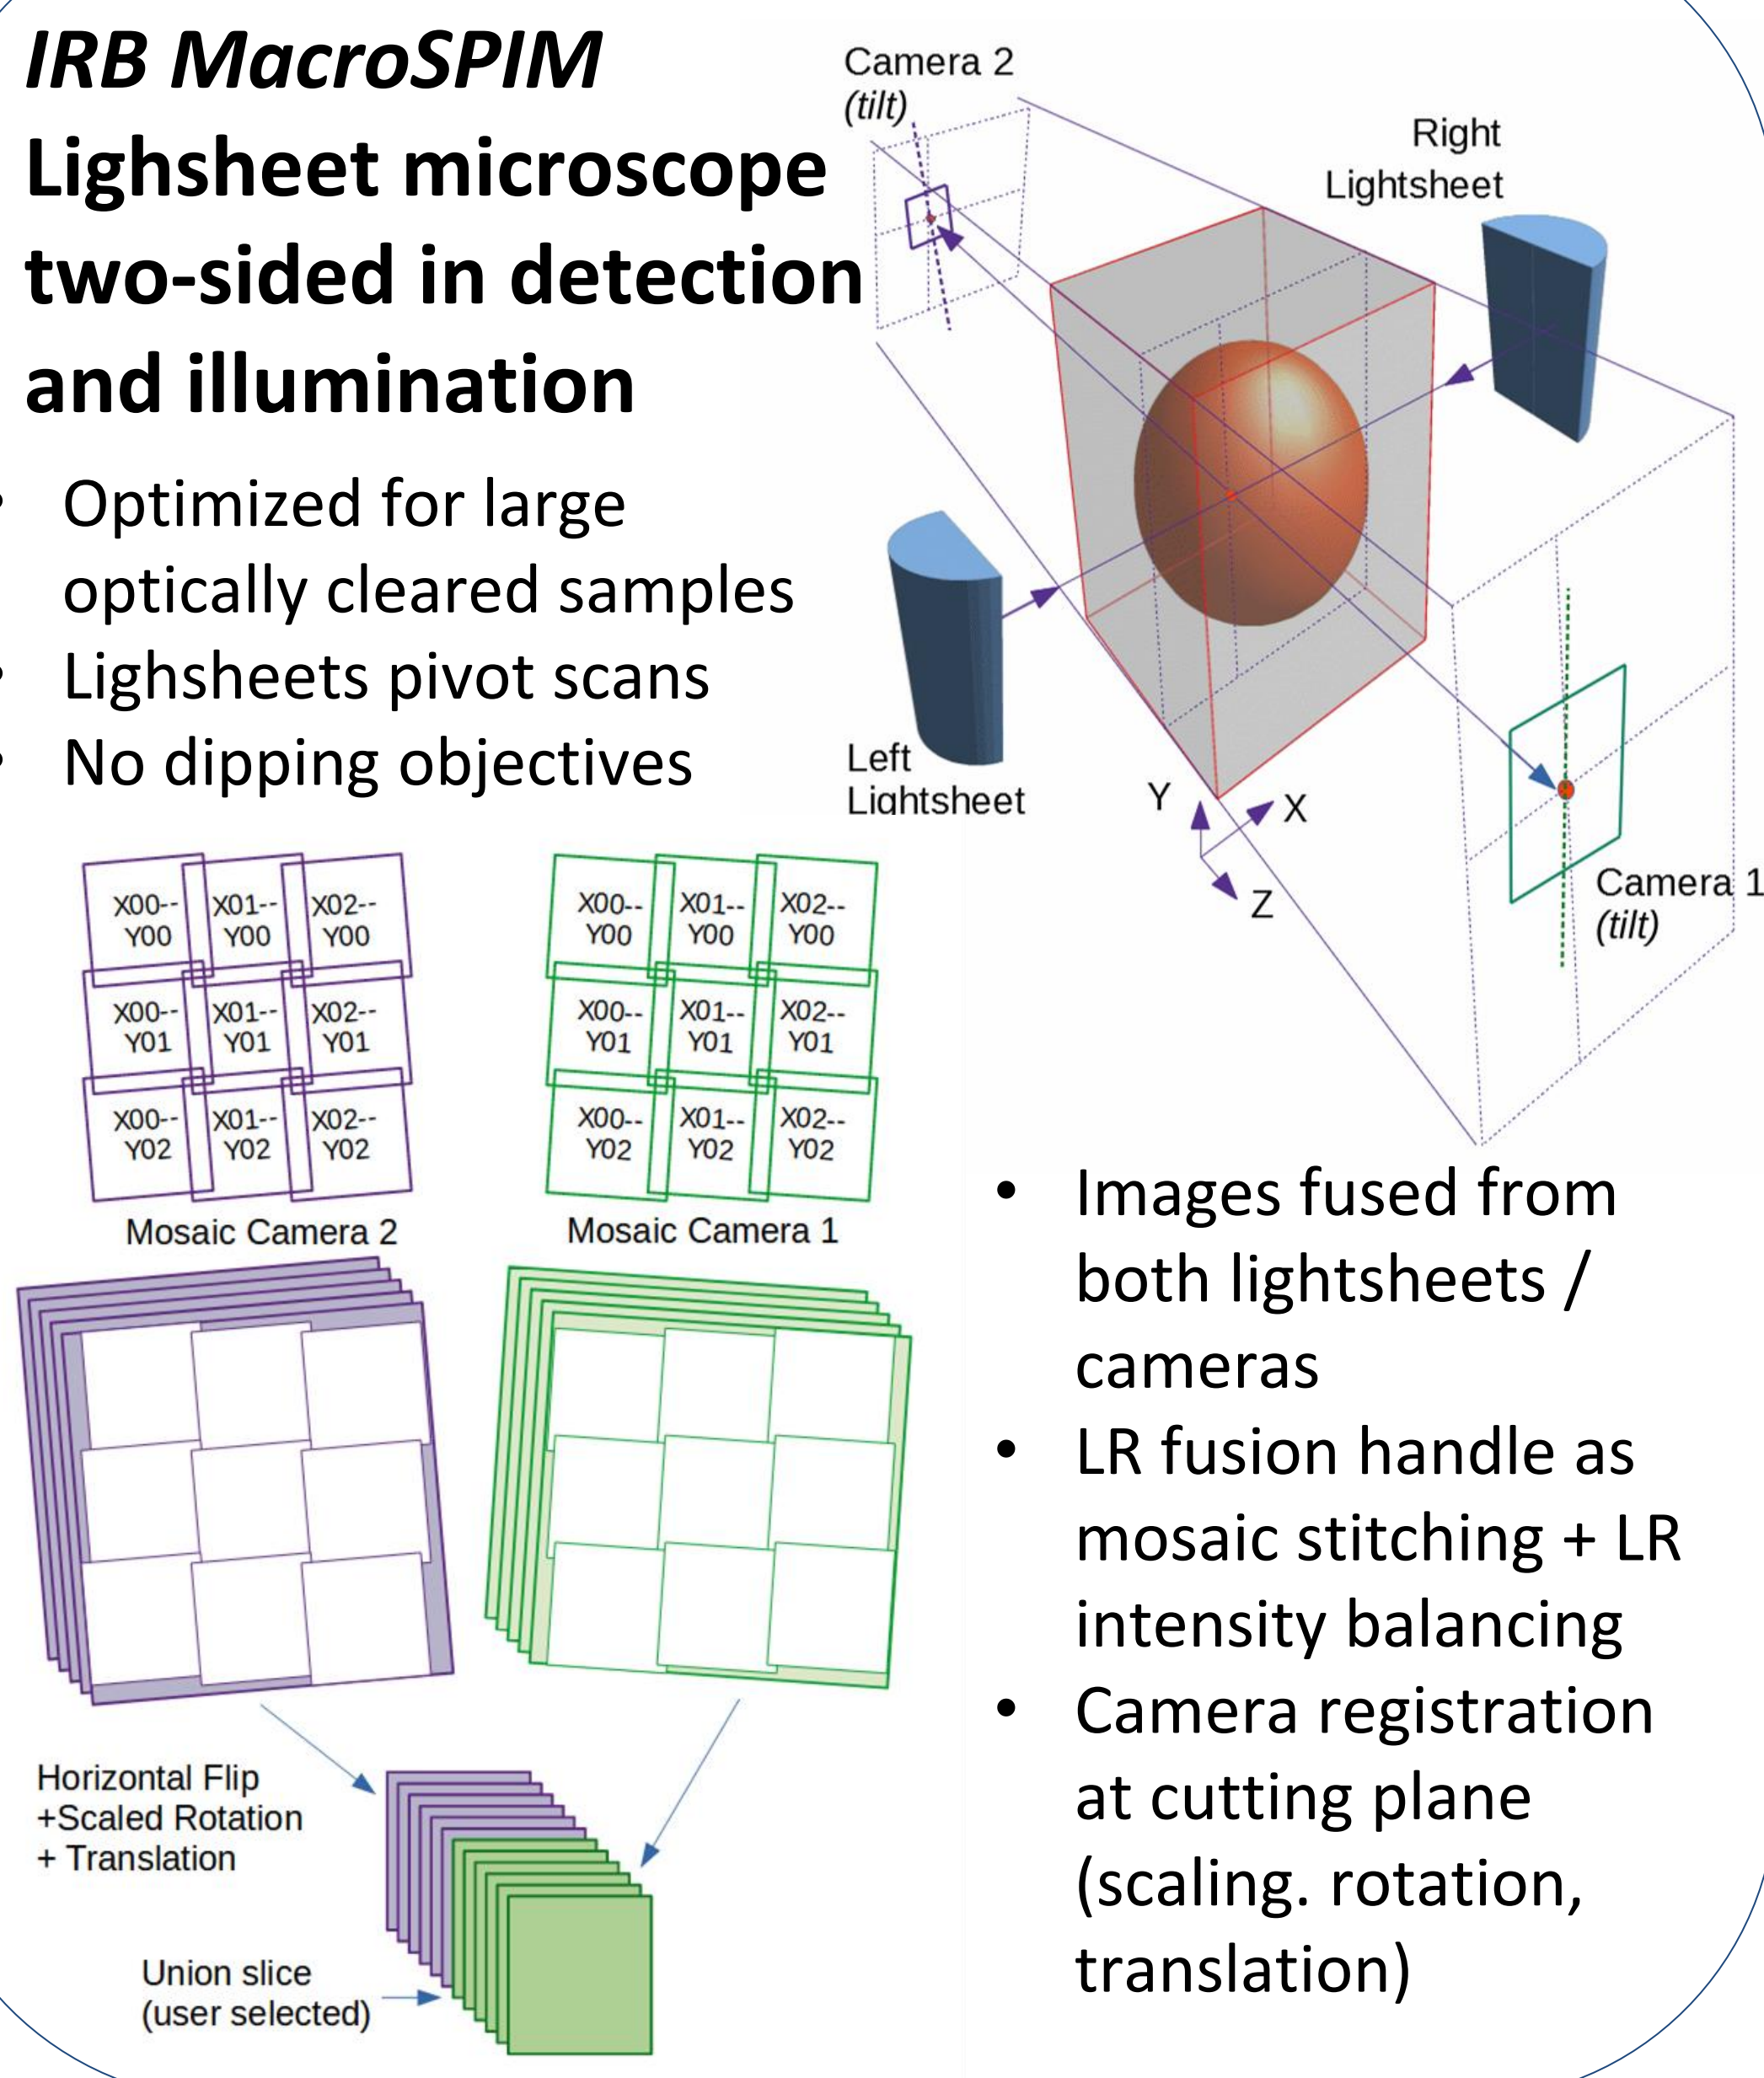 IRB MacroSPIM
Lighsheet microscope
two-sided in detection
and illumination
• Optimized for large
optically cleared samples
• Lighsheets pivot scans
• No dipping objectives
Camera 2
(tilt)
Right
Lightsheet
Left
Lightsheet
Y
X
Z
Camera 1
(tilt)
X00-- X01-- X02--
Y00 Y00 Y00
X00-- X01-- X02--
Y01 Y01 Y01
X00-- X01-- X02--
Y02 Y02 Y02
Mosaic Camera 2
X00-- X01-- X02--
Y00 Y00 Y00
X00-- X01-- X02--
Y01 Y01 Y01
X00-- X01-- X02--
Y02 Y02 Y02
Mosaic Camera 1
Horizontal Flip
+Scaled Rotation
+ Translation
Union slice
(user selected)
• Images fused from
both lightsheets /
cameras
• LR fusion handle as
mosaic stitching + LR
intensity balancing
• Camera registration
at cutting plane
(scaling. rotation,
translation)